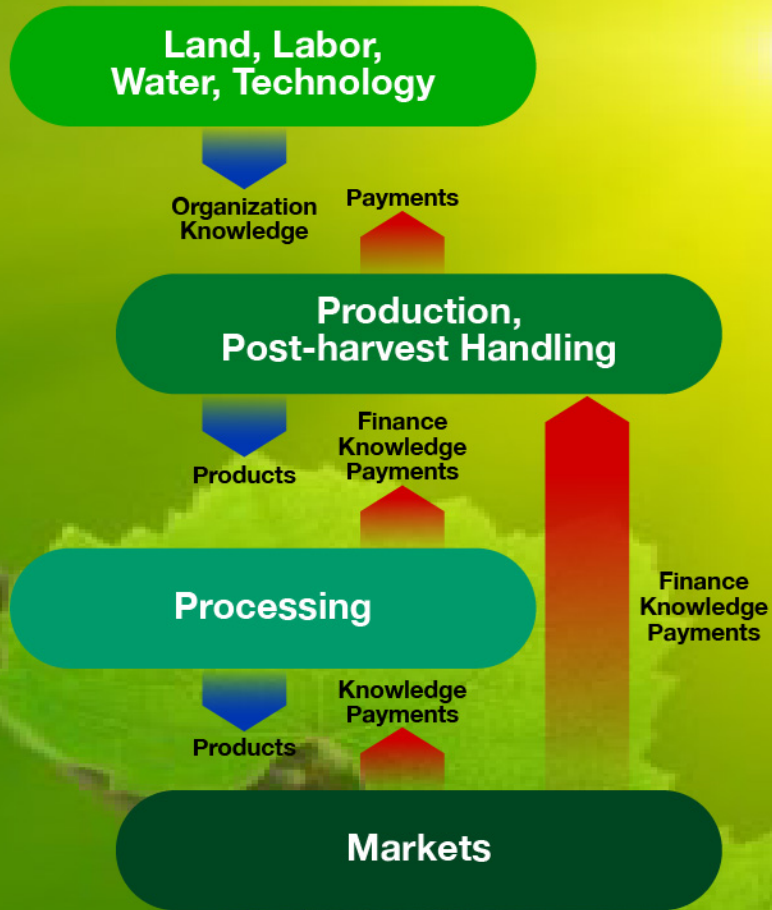 Land, Labor,
Water, Technology
Organization
Knowledge
Payments
Production,
Post-harvest Handling
Products
Finance
Knowledge
Payments
Processing
Finance
Knowledge
Payments
Products
Knowledge
Payments
Markets